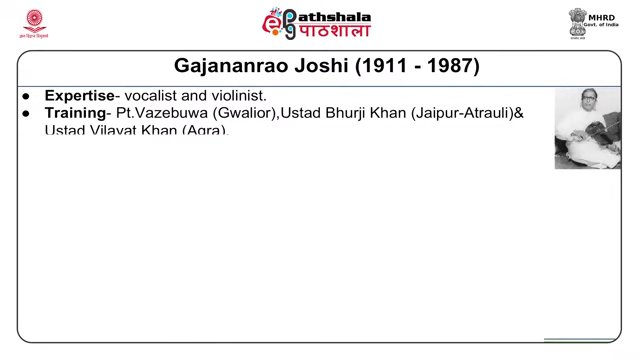 ePathshala
पाठशाला
MHRD
Govt. of India
Gajananrao Joshi (1911 - 1987)
● Expertise- vocalist and violinist.
● Training- Pt.Vazebuwa (Gwalior),Ustad Bhurji Khan (Jaipur-Atrauli)&
Ustad Vilayat Khan (Agra).